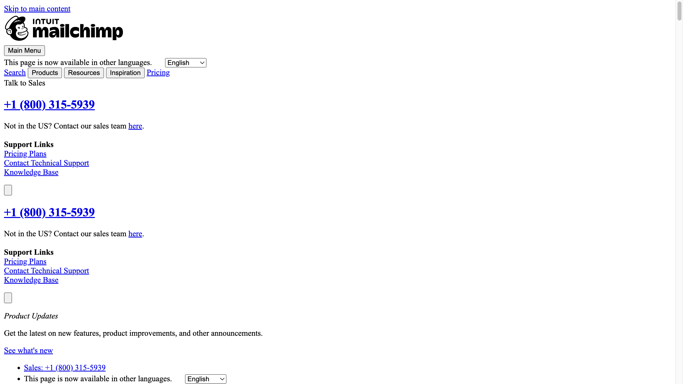 Skip to main content
INTUIT
mailchimp
Main Menu
This page is now available in other languages. English
Search Products Resources Inspiration Pricing
Talk to Sales
+1 (800) 315-5939
Not in the US? Contact our sales team here.
Support Links
Pricing Plans
Contact Technical Support
Knowledge Base
+1 (800) 315-5939
Not in the US? Contact our sales team here.
Support Links
Pricing Plans
Contact Technical Support
Knowledge Base
Product Updates
Get the latest on new features, product improvements, and other announcements.
See what's new
Sales: +1 (800) 315-5939
This page is now available in other languages. English